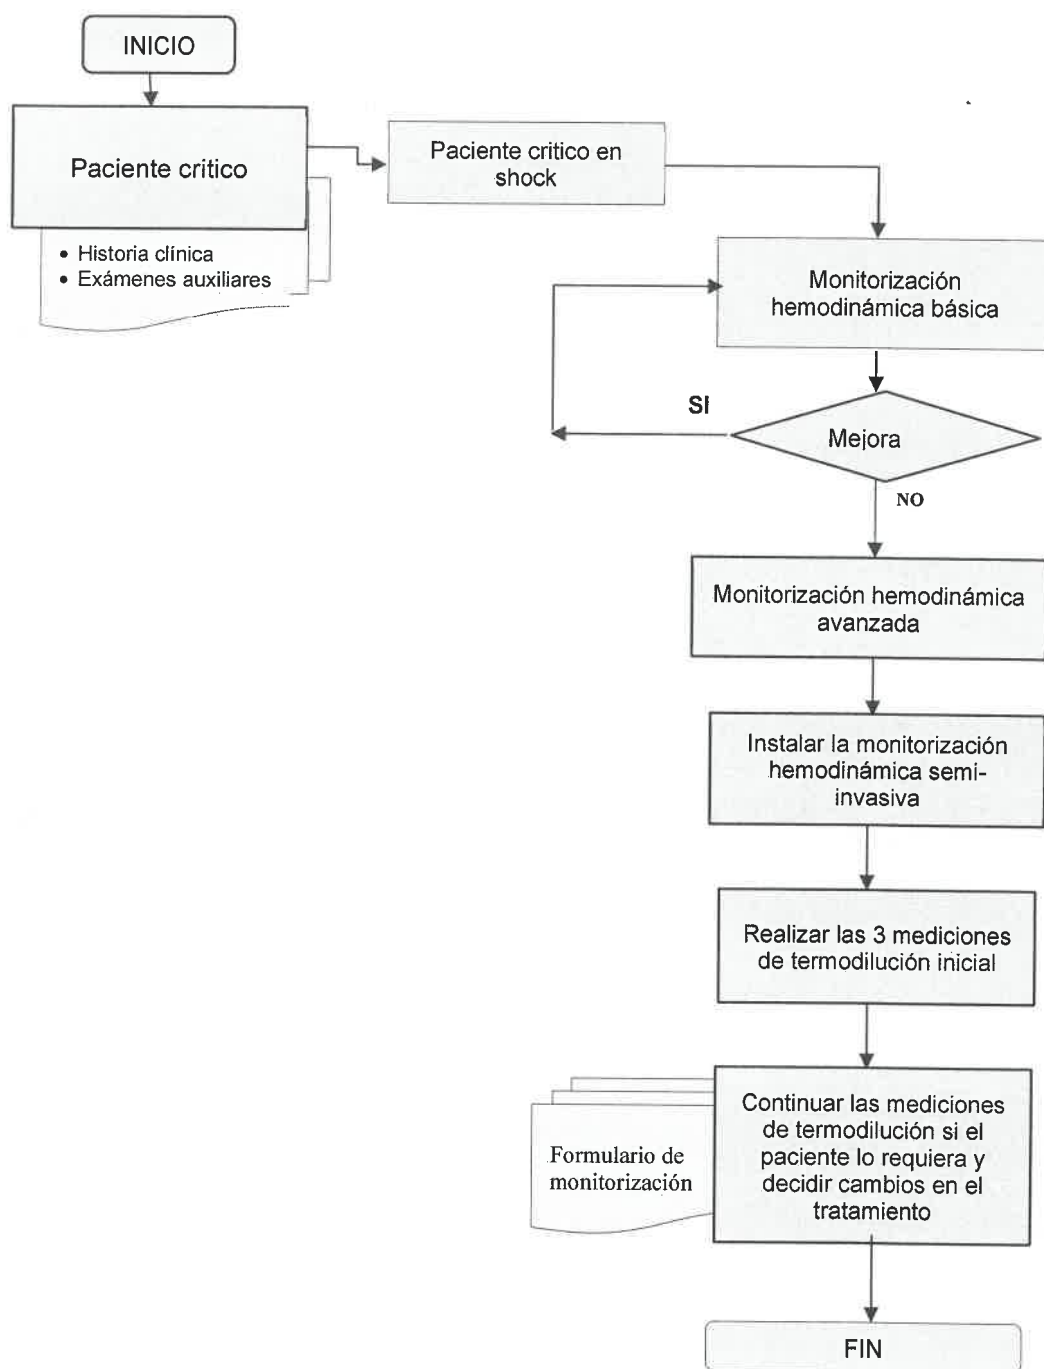 INICIO
Paciente critico
• Historia clínica
• Exámenes auxiliares
Paciente critico en
shock
Monitorización
hemodinámica básica
SI
Mejora
NO
Monitorización hemodinámica
avanzada
Instalar la monitorización
hemodinámica semi-
invasiva
Realizar las 3 mediciones
de termodilución inicial
Formulario de
monitorización
Continuar las mediciones
de termodilución si el
paciente lo requiera y
decidir cambios en el
tratamiento
FIN